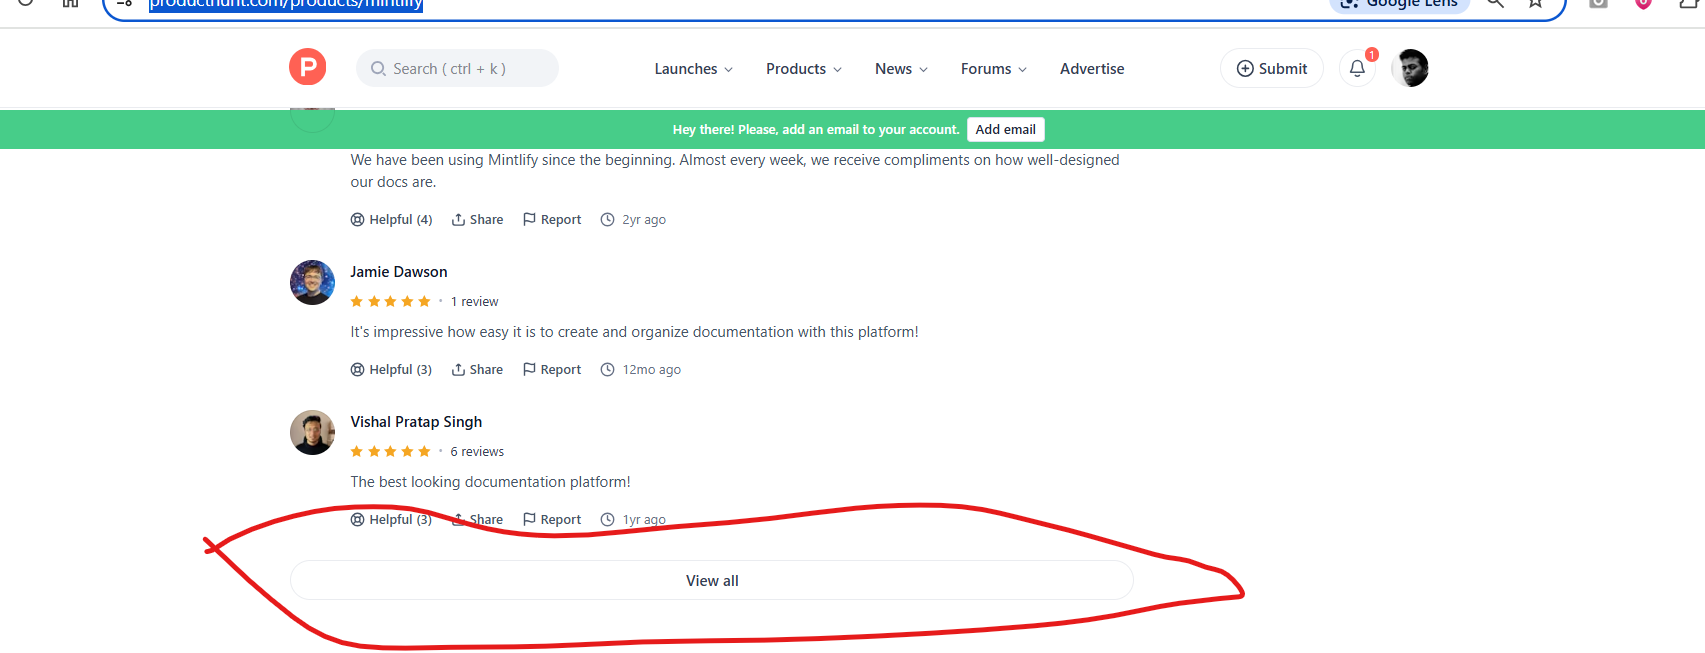 producthunt.com/products/mintlify
Google Lens
P
Search ( ctrl + k )
Launches
Products
News
Forums
Advertise
Submit
1
Hey there! Please, add an email to your account.
Add email
We have been using Mintlify since the beginning. Almost every week, we receive compliments on how well-designed
our docs are.
Helpful (4) Share Report 2yr ago
Jamie Dawson
• 1 review
It's impressive how easy it is to create and organize documentation with this platform!
Helpful (3) Share Report 12mo ago
Vishal Pratap Singh
• 6 reviews
The best looking documentation platform!
Helpful (3) Share Report 1yr ago
View all